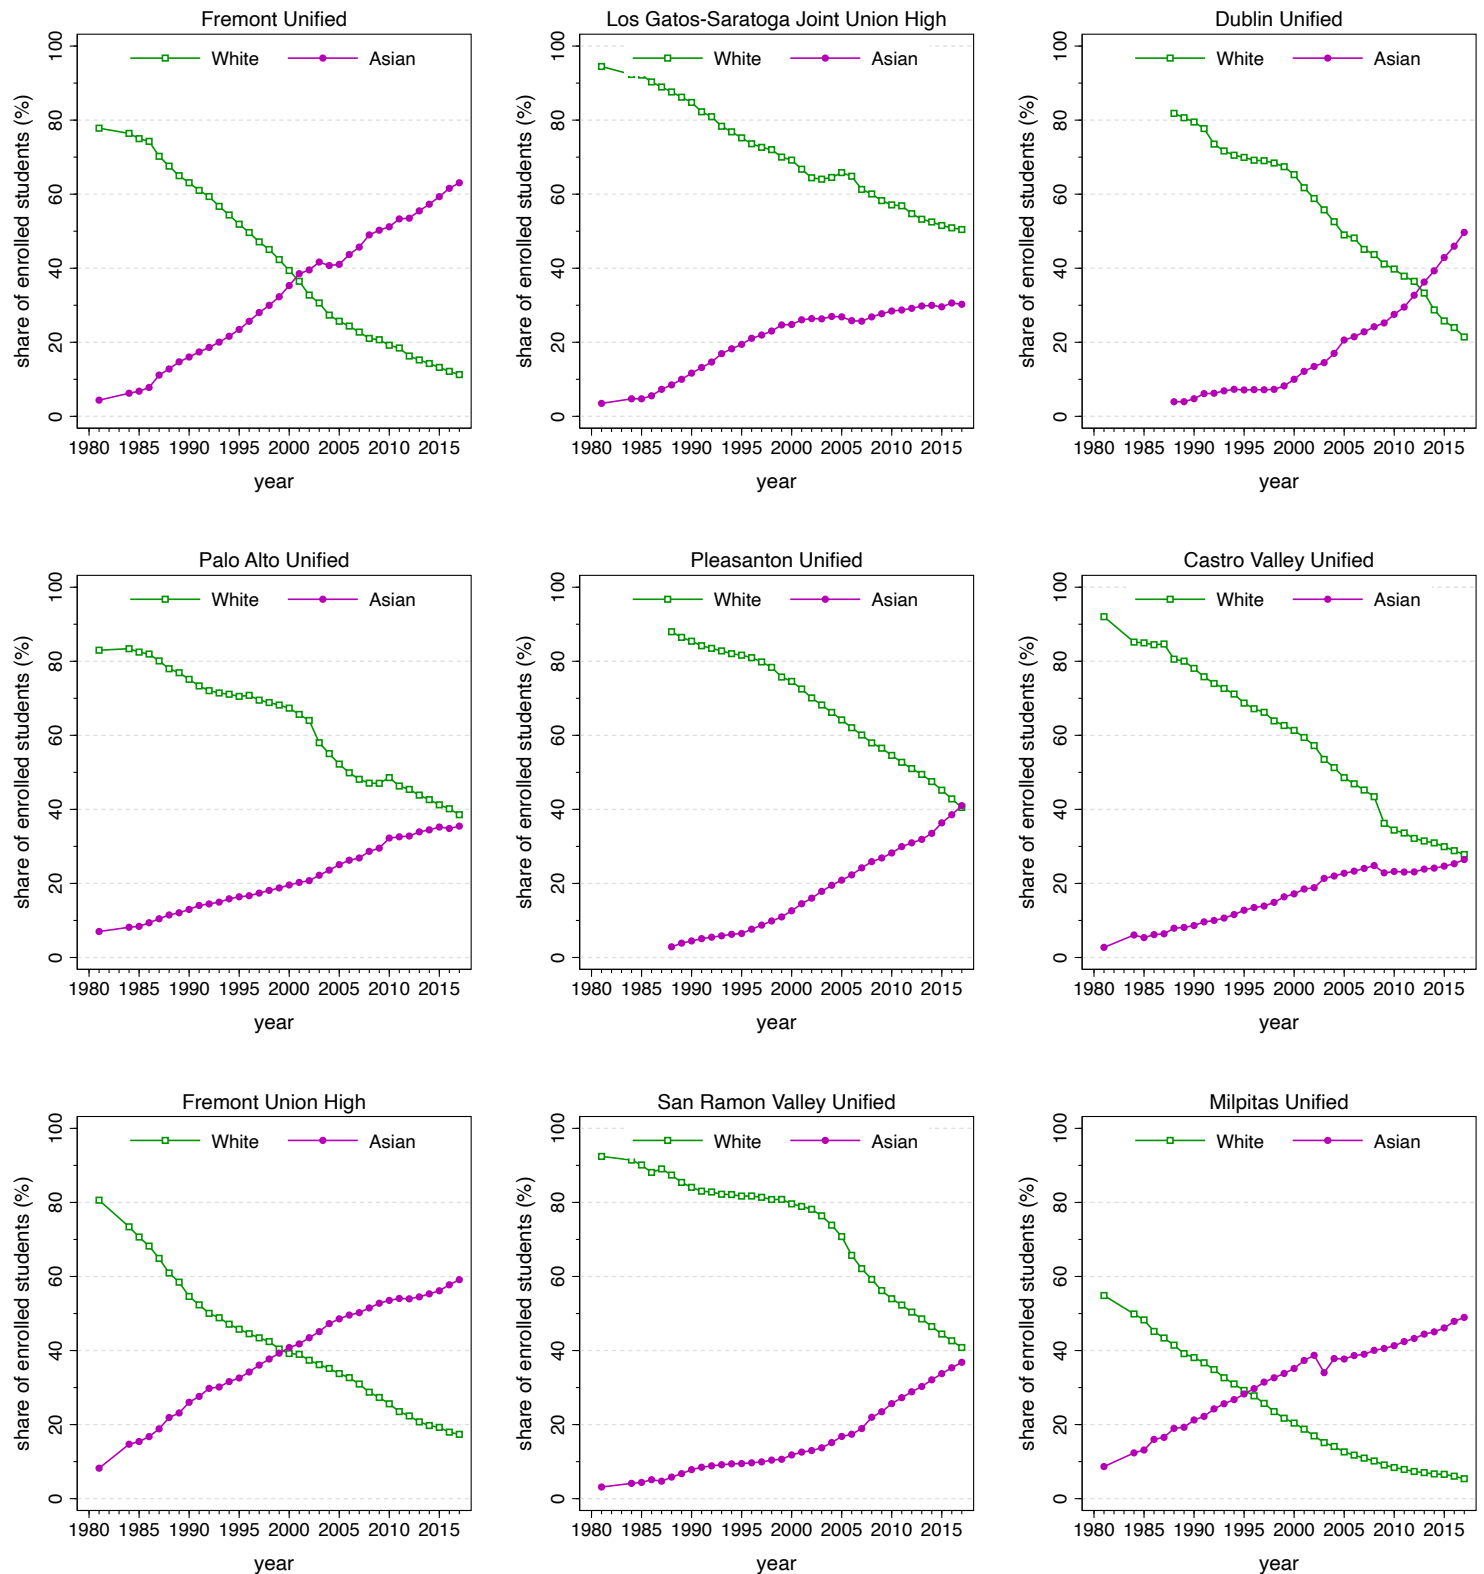 Fremont Unified
White
Asian
share of enrolled students (%)
0 20 40 60 80 100
1980 1985 1990 1995 2000 2005 2010 2015
year
Los Gatos-Saratoga Joint Union High
White
Asian
share of enrolled students (%)
0 20 40 60 80 100
1980 1985 1990 1995 2000 2005 2010 2015
year
Dublin Unified
White
Asian
share of enrolled students (%)
0 20 40 60 80 100
1980 1985 1990 1995 2000 2005 2010 2015
year
Palo Alto Unified
White
Asian
share of enrolled students (%)
0 20 40 60 80 100
1980 1985 1990 1995 2000 2005 2010 2015
year
Pleasanton Unified
White
Asian
share of enrolled students (%)
0 20 40 60 80 100
1980 1985 1990 1995 2000 2005 2010 2015
year
Castro Valley Unified
White
Asian
share of enrolled students (%)
0 20 40 60 80 100
1980 1985 1990 1995 2000 2005 2010 2015
year
Fremont Union High
White
Asian
share of enrolled students (%)
0 20 40 60 80 100
1980 1985 1990 1995 2000 2005 2010 2015
year
San Ramon Valley Unified
White
Asian
share of enrolled students (%)
0 20 40 60 80 100
1980 1985 1990 1995 2000 2005 2010 2015
year
Milpitas Unified
White
Asian
share of enrolled students (%)
0 20 40 60 80 100
1980 1985 1990 1995 2000 2005 2010 2015
year